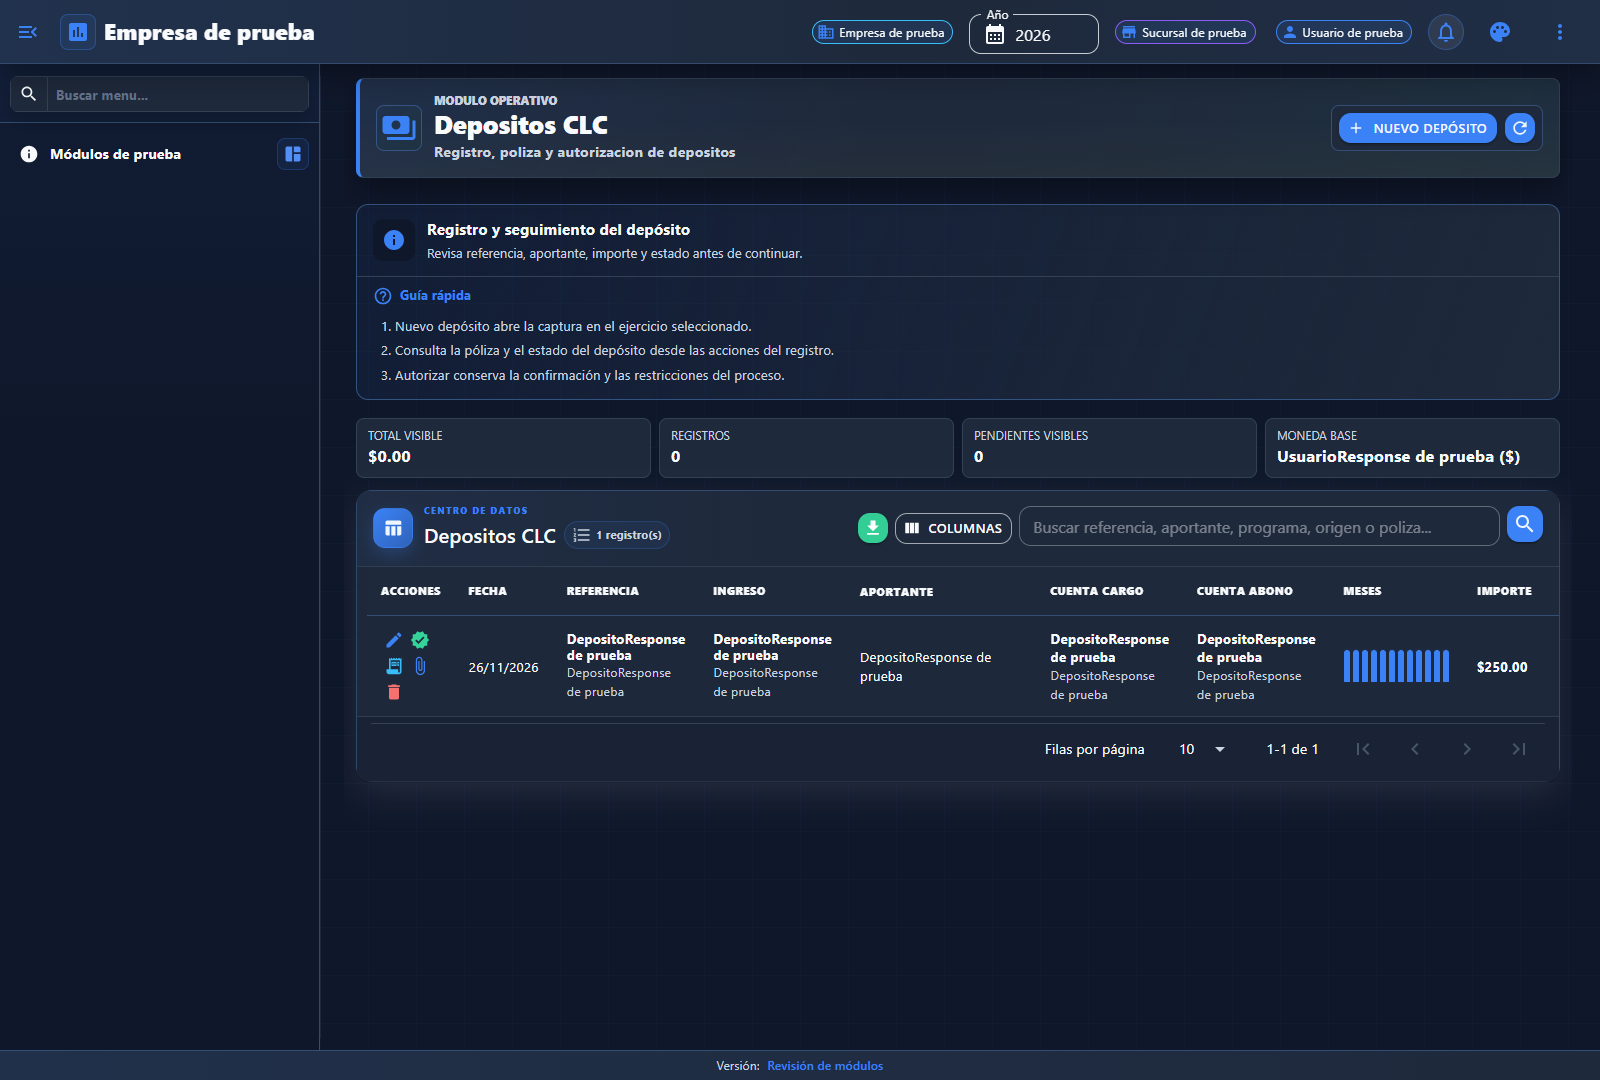 Empresa de prueba
Empresa de prueba
Año
2026
Sucursal de prueba
Usuario de prueba
Buscar menu...
Módulos de prueba
MODULO OPERATIVO
Depositos CLC
Registro, poliza y autorizacion de depositos
NUEVO DEPÓSITO
Registro y seguimiento del depósito
Revisa referencia, aportante, importe y estado antes de continuar.
Guía rápida
1. Nuevo depósito abre la captura en el ejercicio seleccionado.
2. Consulta la póliza y el estado del depósito desde las acciones del registro.
3. Autorizar conserva la confirmación y las restricciones del proceso.
TOTAL VISIBLE
$0.00
REGISTROS
0
PENDIENTES VISIBLES
0
MONEDA BASE
UsuarioResponse de prueba ($)
CENTRO DE DATOS
Depositos CLC
1 registro(s)
COLUMNAS
Buscar referencia, aportante, programa, origen o poliza...
ACCIONES FECHA REFERENCIA INGRESO APORTANTE CUENTA CARGO CUENTA ABONO MESES IMPORTE
26/11/2026
DepositoResponse
de prueba
DepositoResponse
de prueba
DepositoResponse
de prueba
DepositoResponse
de prueba
DepositoResponse de
prueba
DepositoResponse
de prueba
DepositoResponse
de prueba
DepositoResponse
de prueba
DepositoResponse
de prueba
$250.00
Filas por página 10 1-1 de 1
Versión: Revisión de módulos